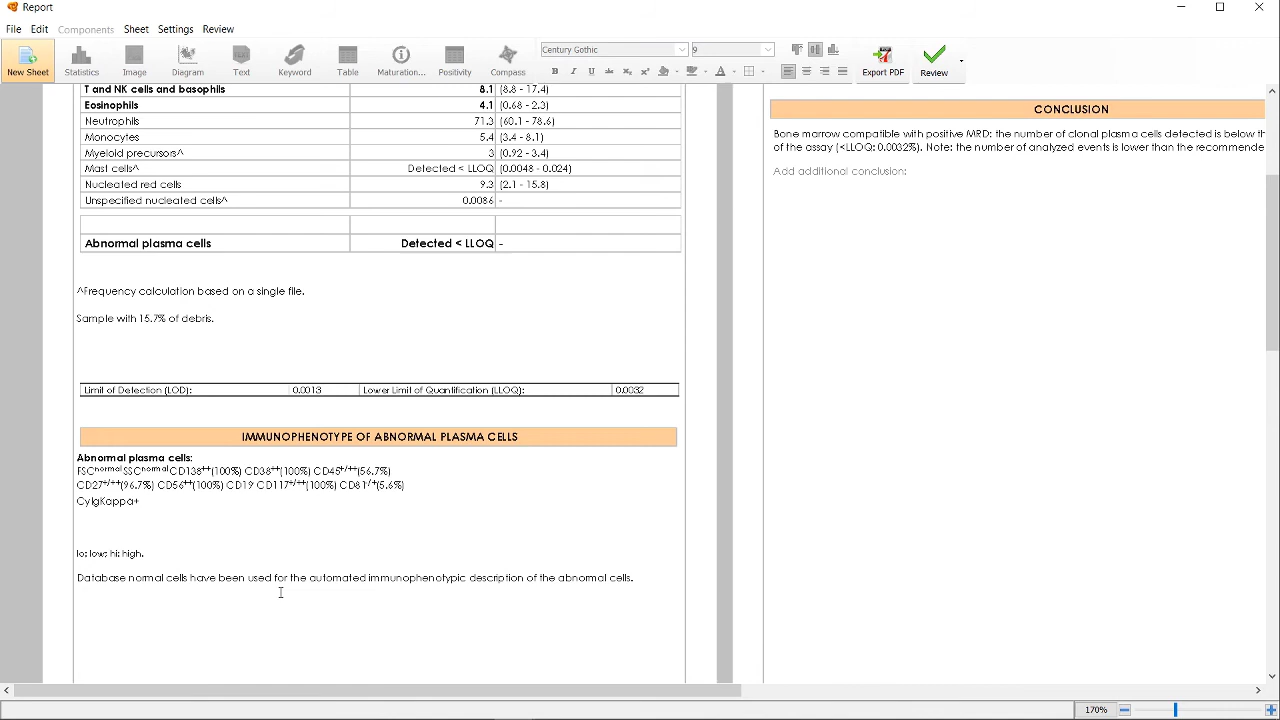 Report
File Edit Components Sheet Settings Review
New Sheet Statistics Image Diagram Text Keyword Table Maturation... Positivity Compass Century Gothic 9 B I U Export PDF Review
T and NK cells and basophils 8.1 (8.8 - 17.4)
Eosinophils 4.1 (0.68 - 2.3)
Neutrophils 71.3 (60.1 - 78.6)
Monocytes 5.4 (3.4 - 8.1)
Myeloid precursors^ 3 (0.92 - 3.4)
Mast cells^ Detected < LLOQ (0.0048 - 0.024)
Nucleated red cells 9.3 (2.1 - 15.8)
Unspecified nucleated cells^ 0.0086 -
Abnormal plasma cells Detected < LLOQ -
^Frequency calculation based on a single file.
Sample with 15.7% of debris.
Limit of Detection (LOD): 0.0013 Lower Limit of Quantification (LLOQ): 0.0032
IMMUNOPHENOTYPE OF ABNORMAL PLASMA CELLS
Abnormal plasma cells:
FSCnormal SSCnormal CD138++(100%) CD38++(100%) CD45+/++(56.7%)
CD27+/++(96.7%) CD56++(100%) CD19 CD117+/++(100%) CD81-/+(5.6%)
CyIgKappa+
lo: low; hi: high.
Database normal cells have been used for the automated immunophenotypic description of the abnormal cells.
CONCLUSION
Bone marrow compatible with positive MRD: the number of clonal plasma cells detected is below th
of the assay (<LLOQ: 0.0032%). Note: the number of analyzed events is lower than the recommende
Add additional conclusion:
170%